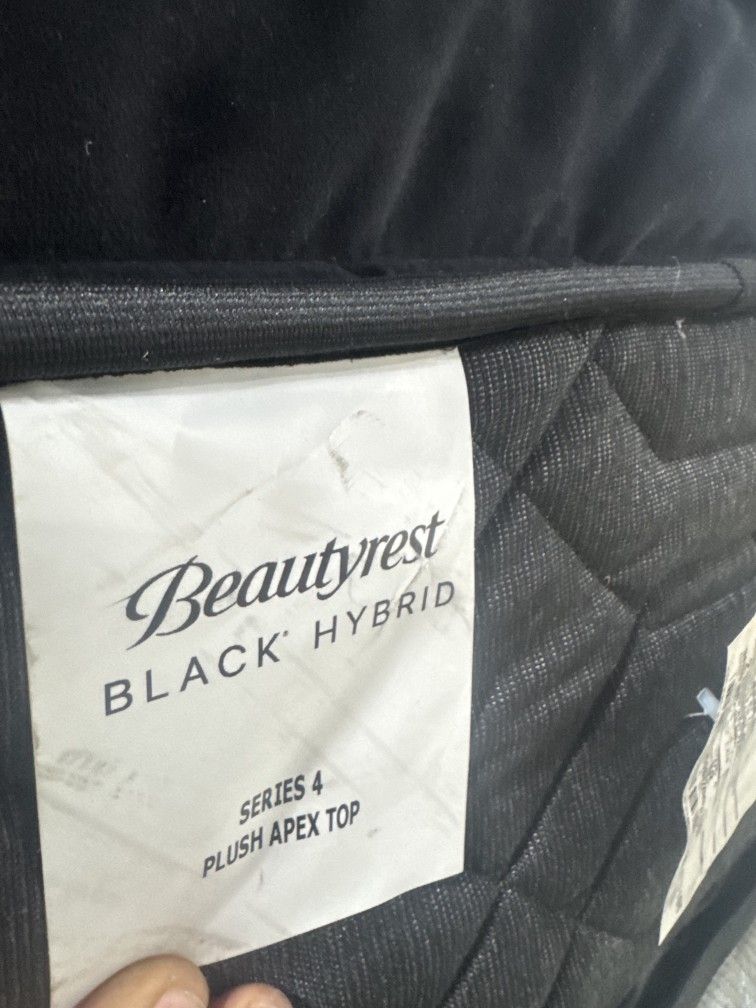 Beautyrest
BLACK® HYBRID
SERIES 4
PLUSH APEX TOP